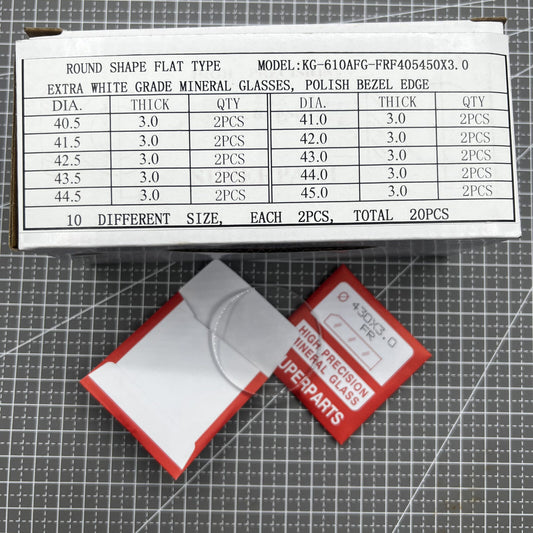 ROUND SHAPE FLAT TYPE MODEL:KG-610AFG-FRF405450X3.0
EXTRA WHITE GRADE MINERAL GLASSES, POLISH BEZEL EDGE
DIA. THICK QTY DIA. THICK QTY
40.5 3.0 2PCS 41.0 3.0 2PCS
41.5 3.0 2PCS 42.0 3.0 2PCS
42.5 3.0 2PCS 43.0 3.0 2PCS
43.5 3.0 2PCS 44.0 3.0 2PCS
44.5 3.0 2PCS 45.0 3.0 2PCS
10 DIFFERENT SIZE, EACH 2PCS, TOTAL 20PCS
Ø 430X3.0
FR
HIGH PRECISION
MINERAL GLASS
UPERPARTS